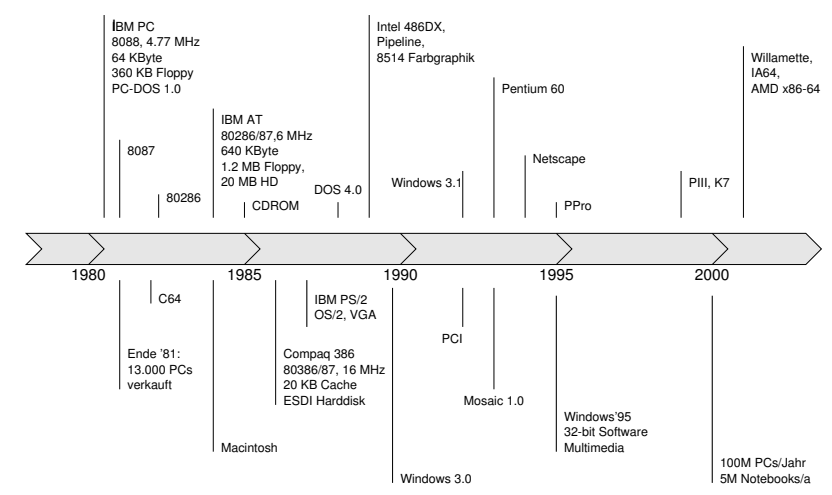 IBM PC
8088, 4.77 MHz
64 KByte
360 KB Floppy
PC-DOS 1.0
8087
80286
IBM AT
80286/87,6 MHz
640 KByte
1.2 MB Floppy,
20 MB HD
CDROM
DOS 4.0
Intel 486DX,
Pipeline,
8514 Farbgraphik
Windows 3.1
Pentium 60
Netscape
PPro
PIII, K7
Willamette,
IA64,
AMD x86-64
1980
1985
1990
1995
2000
Ende '81:
13.000 PCs
verkauft
C64
Macintosh
Compaq 386
80386/87, 16 MHz
20 KB Cache
ESDI Harddisk
IBM PS/2
OS/2, VGA
Windows 3.0
PCI
Mosaic 1.0
Windows'95
32-bit Software
Multimedia
100M PCs/Jahr
5M Notebooks/a